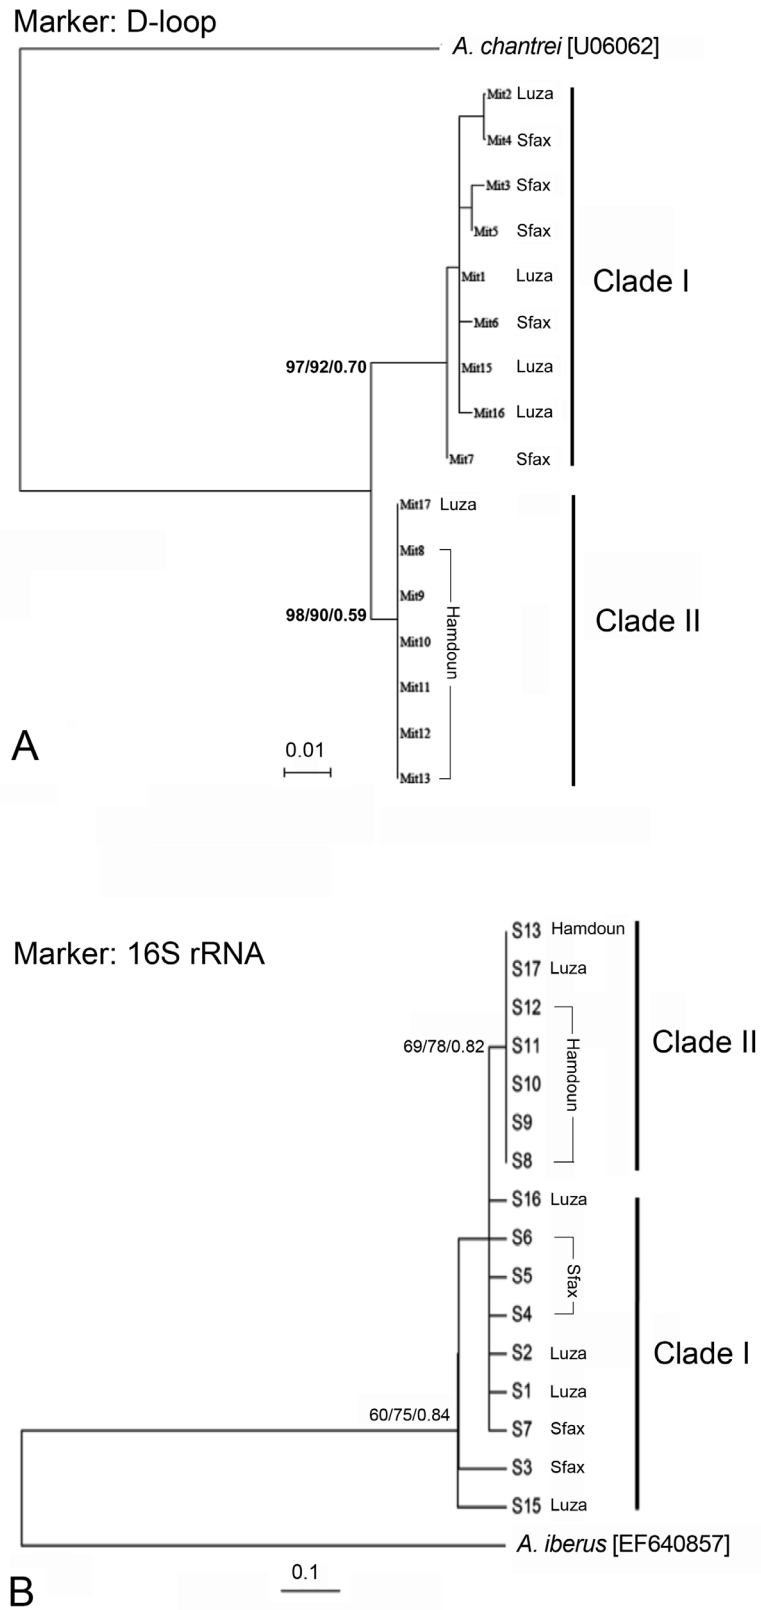 Marker: D-loop
A. chantrei [U06062]
Mit2 Luza
Mit4 Sfax
Mit3 Sfax
Mit5 Sfax
Clade I
Mit1 Luza
Mit6 Sfax
97/92/0.70
Mit15 Luza
Mit16 Luza
Mit7 Sfax
Mit17 Luza
Mit8
Mit9
98/90/0.59
Hamdoun
Clade II
Mit10
Mit11
Mit12
A
0.01
Mit13
Marker: 16S rRNA
S13 Hamdoun
S17 Luza
S12
69/78/0.82
S11
Hamdoun
Clade II
S10
S9
S8
S16 Luza
S6
S5
Sfax
S4
S2 Luza
Clade I
S1 Luza
60/75/0.84
S7 Sfax
S3 Sfax
S15 Luza
A. iberus [EF640857]
0.1
B